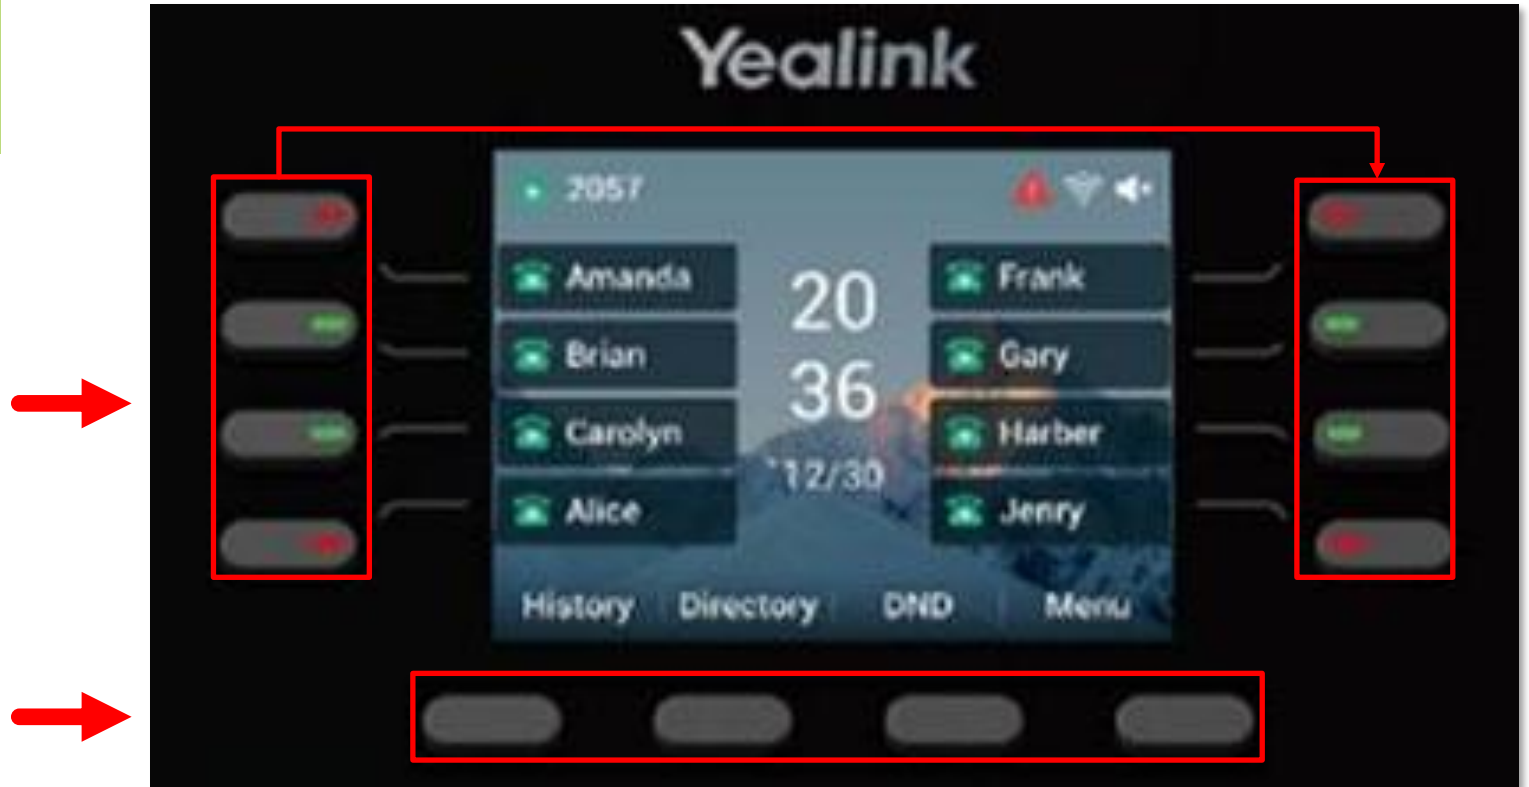 Yealink
2057
Amanda
Brian
Carolyn
Alice
20
36
12/30
Frank
Gary
Harber
Jenry
History Directory DND Menu